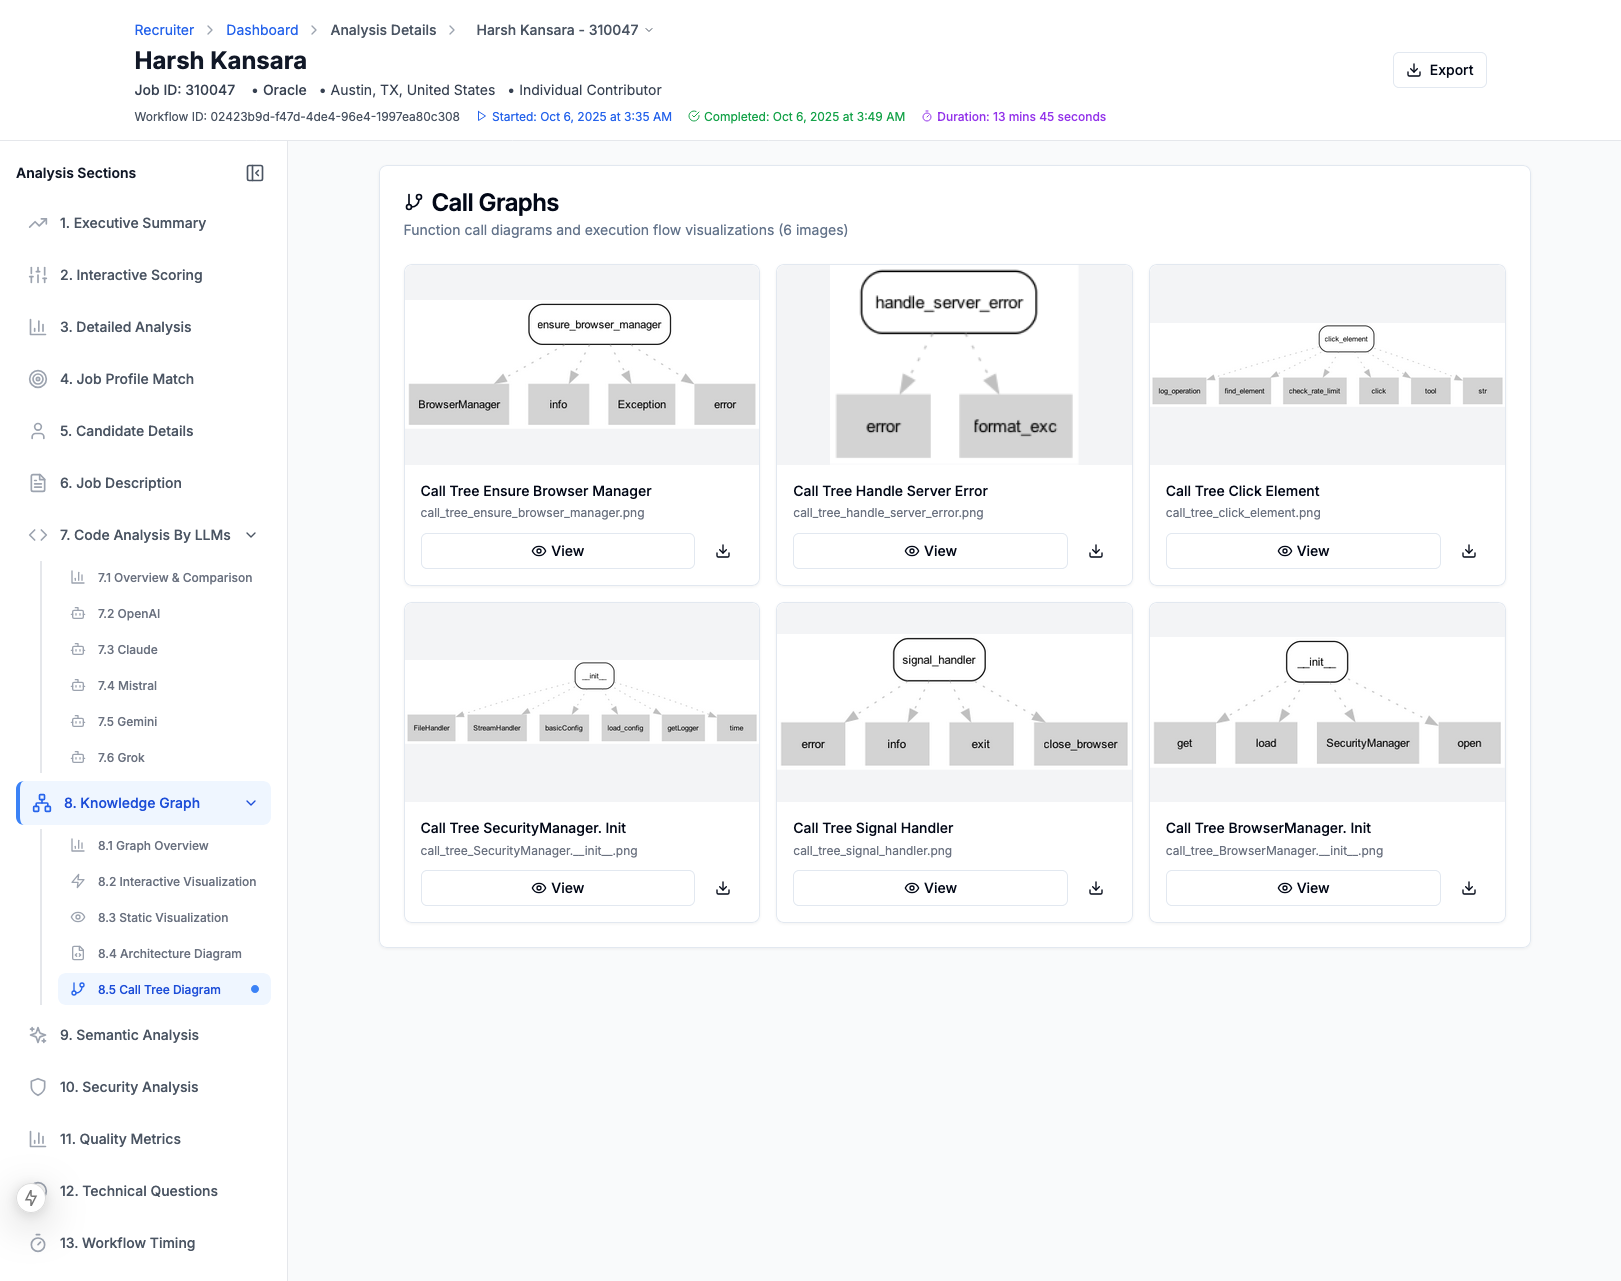 Recruiter > Dashboard > Analysis Details > Harsh Kansara - 310047
Harsh Kansara
Job ID: 310047 • Oracle • Austin, TX, United States • Individual Contributor
Workflow ID: 02423b9d-f47d-4de4-96e4-1997ea80c308 Started: Oct 6, 2025 at 3:35 AM Completed: Oct 6, 2025 at 3:49 AM Duration: 13 mins 45 seconds
Export
Analysis Sections
1. Executive Summary
2. Interactive Scoring
3. Detailed Analysis
4. Job Profile Match
5. Candidate Details
6. Job Description
7. Code Analysis By LLMs
7.1 Overview & Comparison
7.2 OpenAI
7.3 Claude
7.4 Mistral
7.5 Gemini
7.6 Grok
8. Knowledge Graph
8.1 Graph Overview
8.2 Interactive Visualization
8.3 Static Visualization
8.4 Architecture Diagram
8.5 Call Tree Diagram
9. Semantic Analysis
10. Security Analysis
11. Quality Metrics
12. Technical Questions
13. Workflow Timing
Call Graphs
Function call diagrams and execution flow visualizations (6 images)
ensure_browser_manager
BrowserManager info Exception error
Call Tree Ensure Browser Manager
call_tree_ensure_browser_manager.png
View
handle_server_error
error format_exc
Call Tree Handle Server Error
call_tree_handle_server_error.png
View
click_element
log_operation find_element check_rate_limit click tool str
Call Tree Click Element
call_tree_click_element.png
View
__init__
FileHandler StreamHandler basicConfig load_config getLogger time
Call Tree SecurityManager. Init
call_tree_SecurityManager.__init__.png
View
signal_handler
error info exit close_browser
Call Tree Signal Handler
call_tree_signal_handler.png
View
__init__
get load SecurityManager open
Call Tree BrowserManager. Init
call_tree_BrowserManager.__init__.png
View